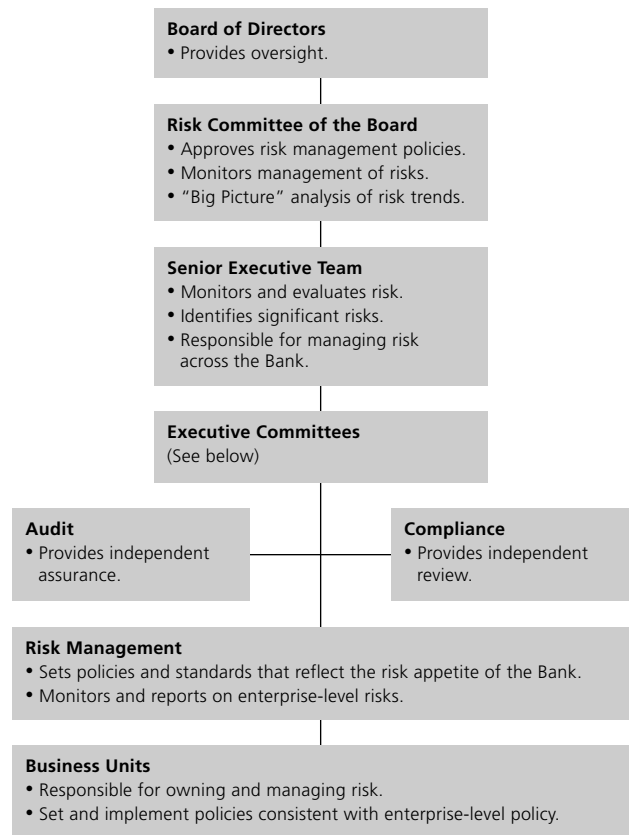 Board of Directors
• Provides oversight.
Risk Committee of the Board
• Approves risk management policies.
• Monitors management of risks.
• “Big Picture” analysis of risk trends.
Senior Executive Team
• Monitors and evaluates risk.
• Identifies significant risks.
• Responsible for managing risk
across the Bank.
Executive Committees
(See below)
Audit
• Provides independent
assurance.
Compliance
• Provides independent
review.
Risk Management
• Sets policies and standards that reflect the risk appetite of the Bank.
• Monitors and reports on enterprise-level risks.
Business Units
• Responsible for owning and managing risk.
• Set and implement policies consistent with enterprise-level policy.